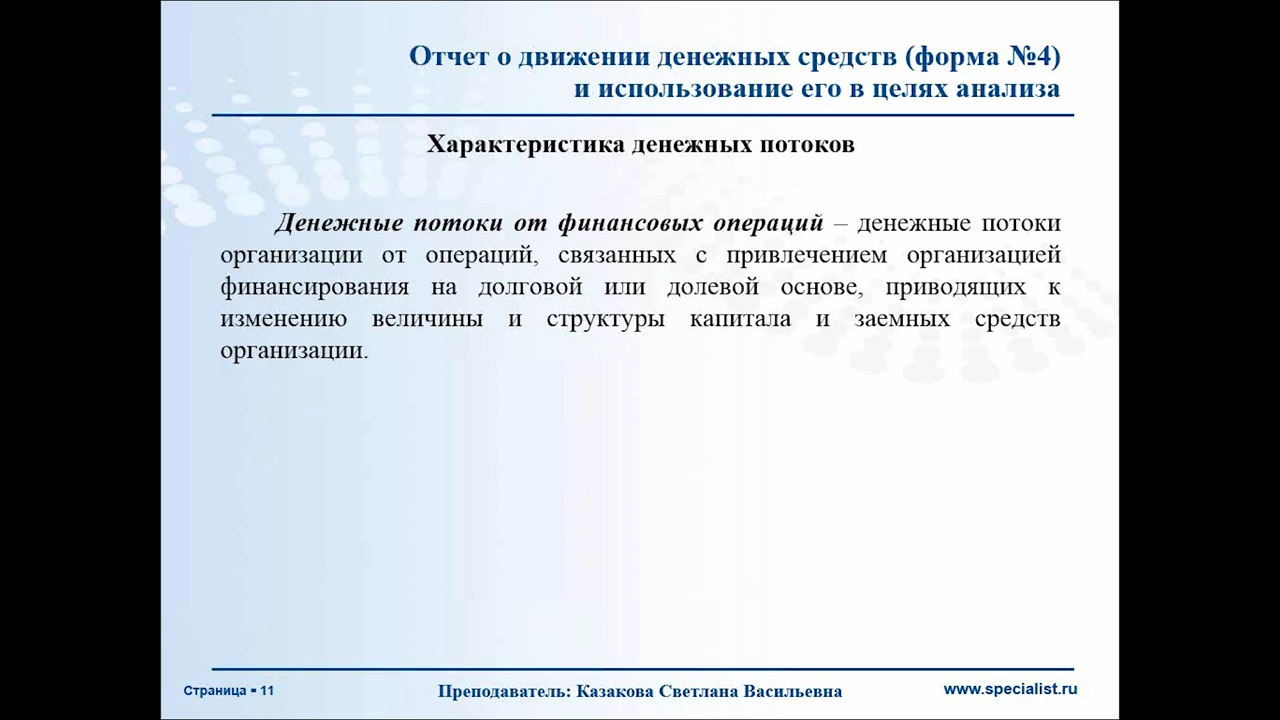 Отчет о движении денежных средств (форма №4)
и использование его в целях анализа
Характеристика денежных потоков
Денежные потоки от финансовых операций – денежные потоки
организации от операций, связанных с привлечением организацией
финансирования на долговой или долевой основе, приводящих к
изменению величины и структуры капитала и заемных средств
организации.
Страница ▪ 11
Преподаватель: Казакова Светлана Васильевна
www.specialist.ru